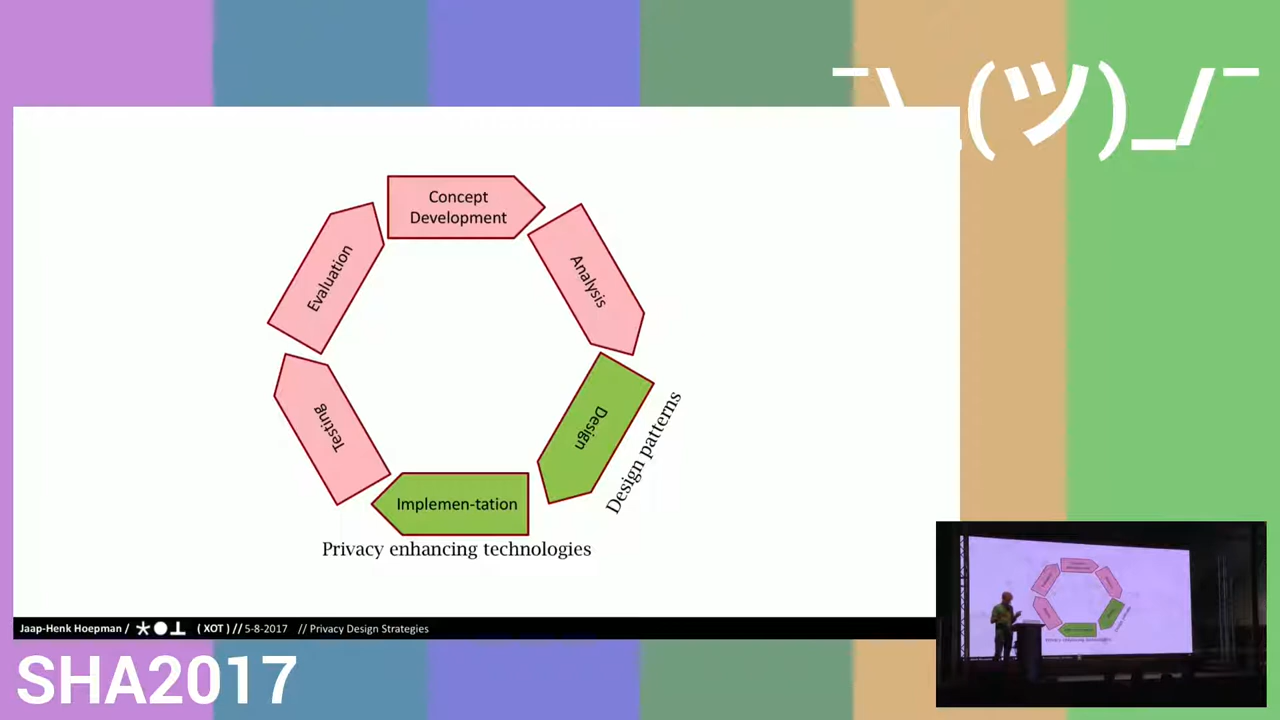 ¯\_(ツ)_/¯
Concept
Development
Analysis
Design
Design patterns
Implemen-tation
Privacy enhancing technologies
Testing
Evaluation
Jaap-Henk Hoepman / ( XOT ) // 5-8-2017 // Privacy Design Strategies
SHA2017